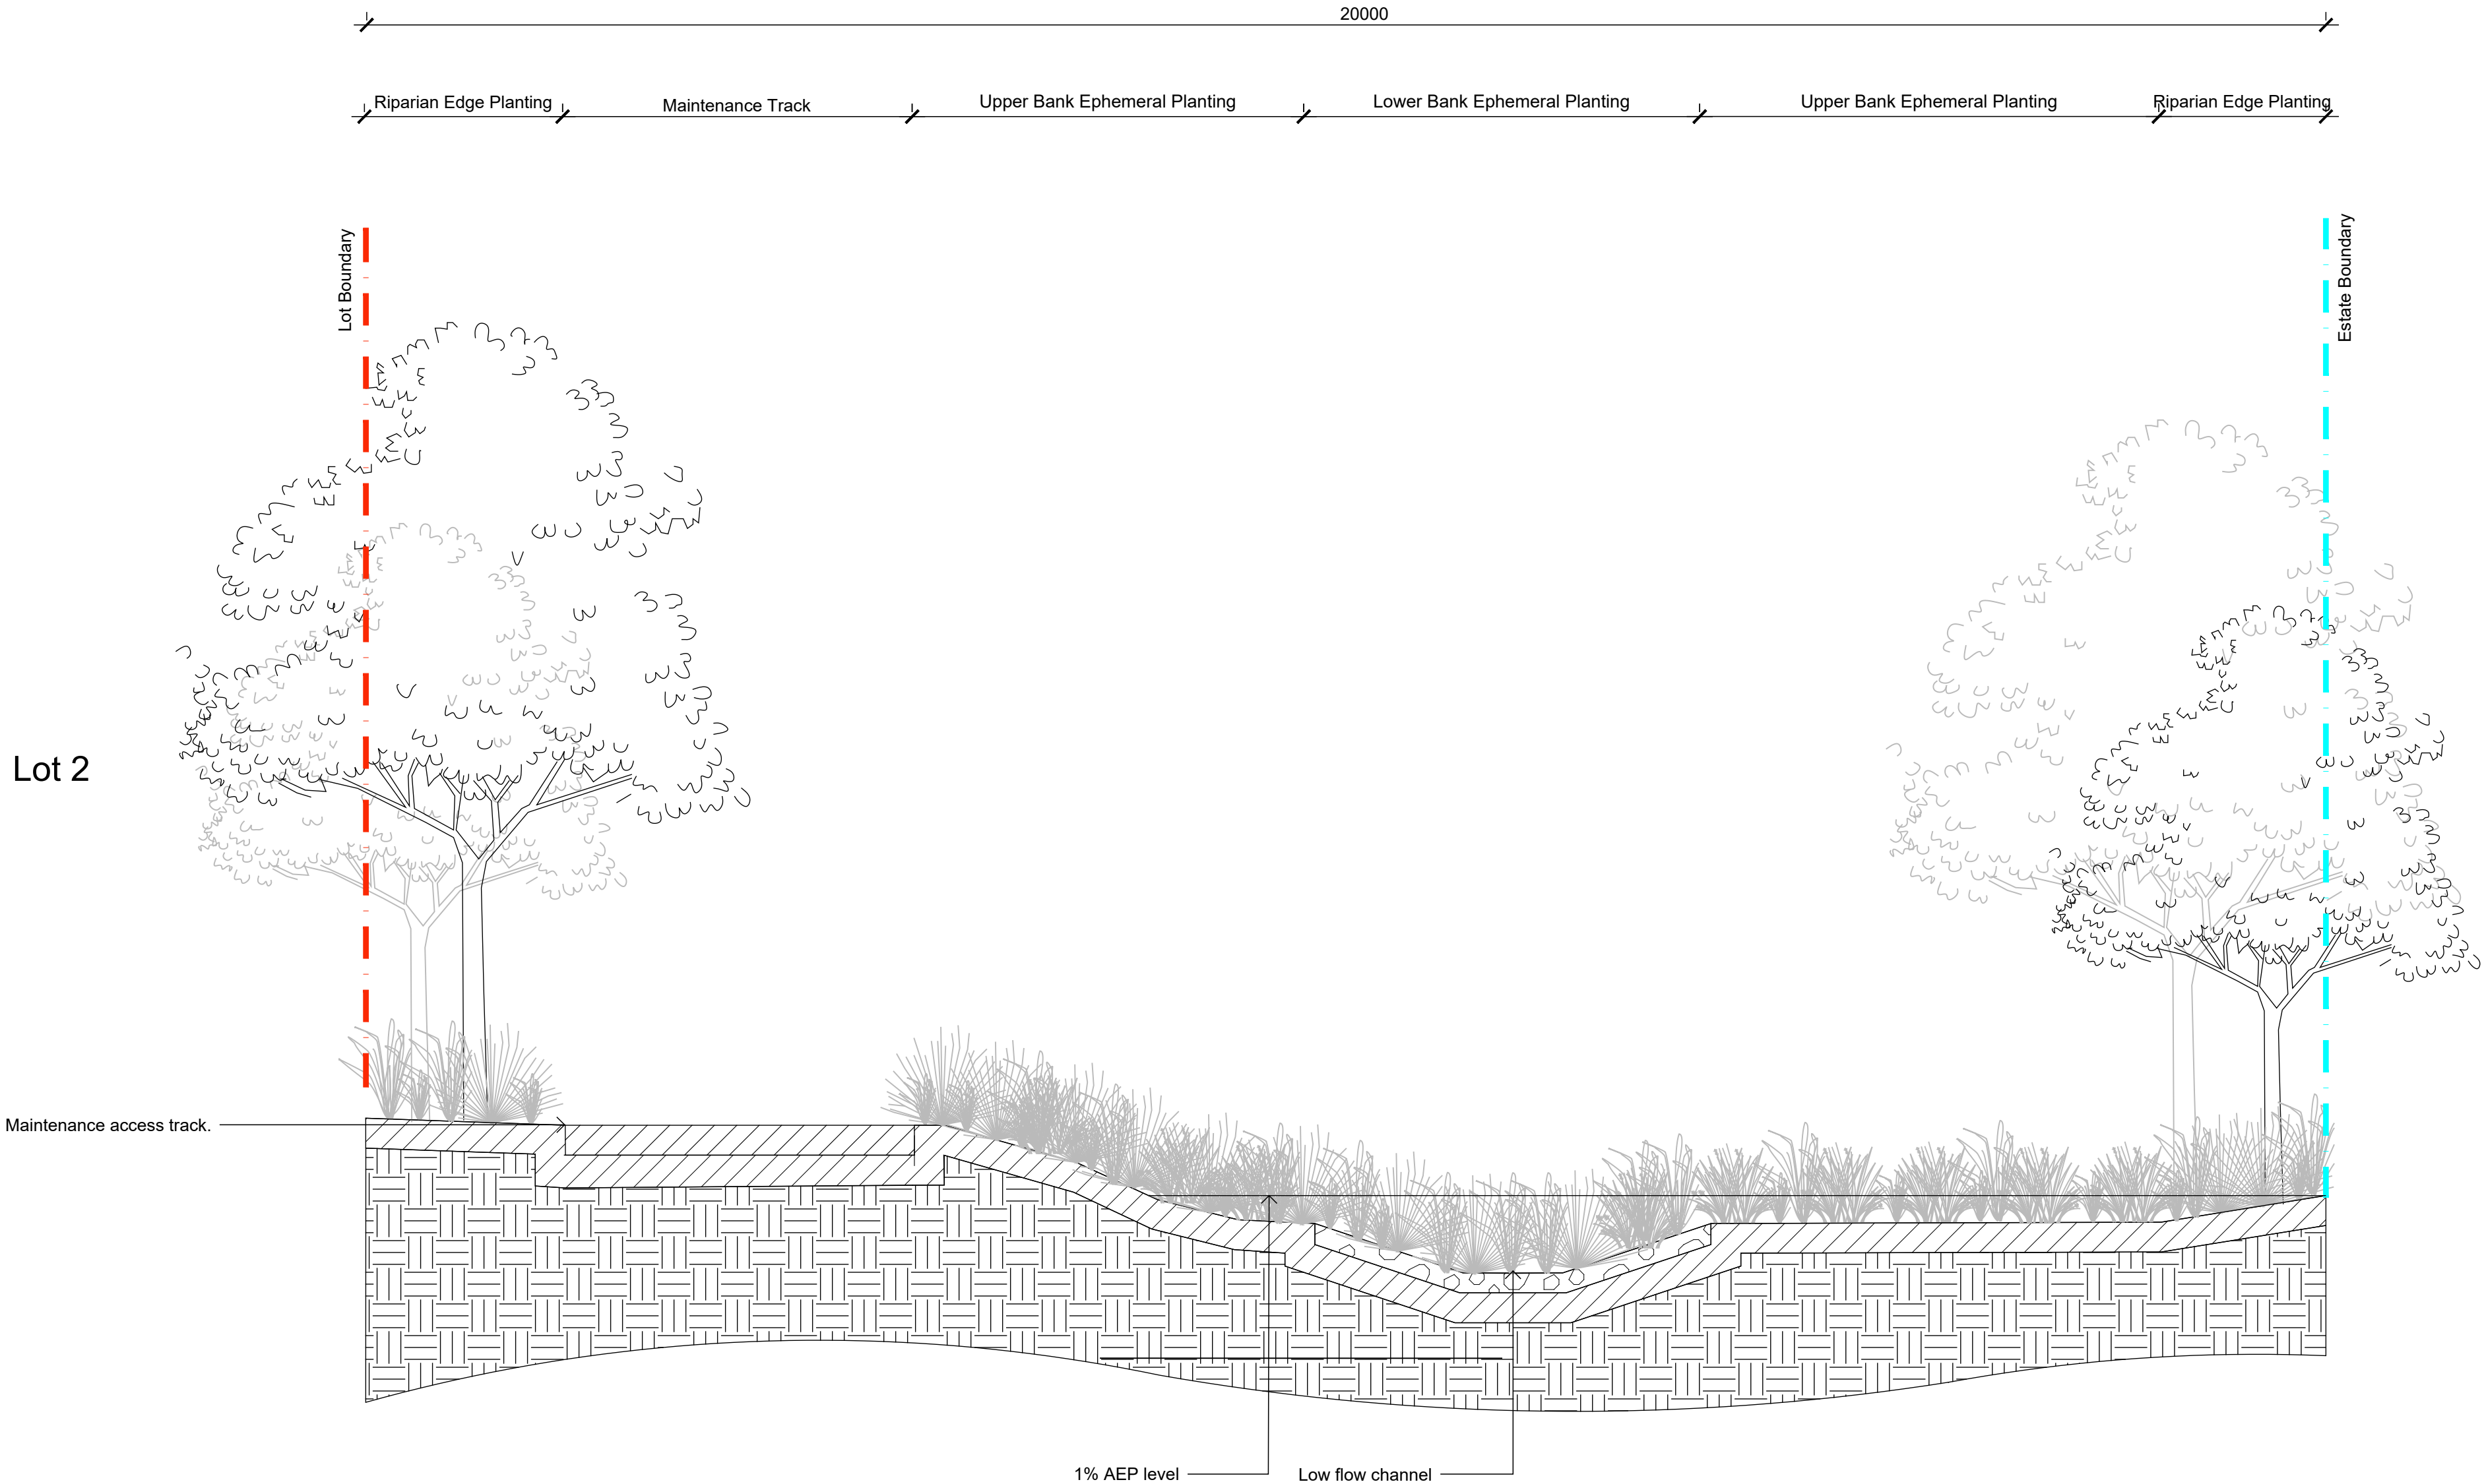 20000
Riparian Edge Planting
Maintenance Track
Upper Bank Ephemeral Planting
Lower Bank Ephemeral Planting
Upper Bank Ephemeral Planting
Riparian Edge Planting
Lot Boundary
Estate Boundary
Lot 2
Maintenance access track.
1% AEP level
Low flow channel